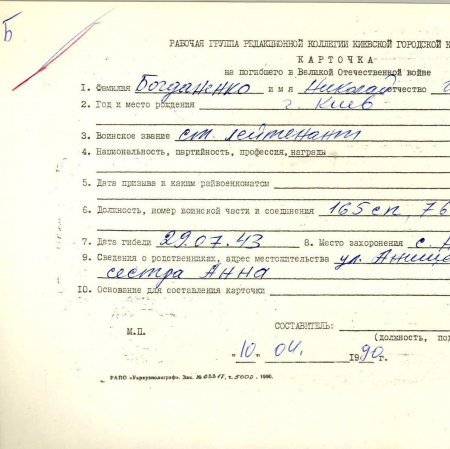 Б
РАБОЧАЯ ГРУППА РЕДАКЦИОННОЙ КОЛЛЕГИИ КИЕВСКОЙ ГОРОДСКОЙ К
КАРТОЧКА
на погибшего в Великой Отечественной войне
1. Фамилия Богданенко имя Николай отчество
2. Год и место рождения г. Киев
3. Воинское звание ст. лейтенант
4. Национальность, партийность, профессия, награды
5. Дата призыва и каким райвоенкоматом
6. Должность, номер воинской части и соединения 165 сп, 76
7. Дата гибели 29.07.43 8. Место захоронения с.
9. Сведения о родственниках, адрес местожительства ул.
сестра Анна
10. Основание для составления карточки
СОСТАВИТЕЛЬ:
М.П. (должность, под
"10" 04. 1990 г.
РАПО «Укрвуполиграф». Зак. т. 5000. 1990.